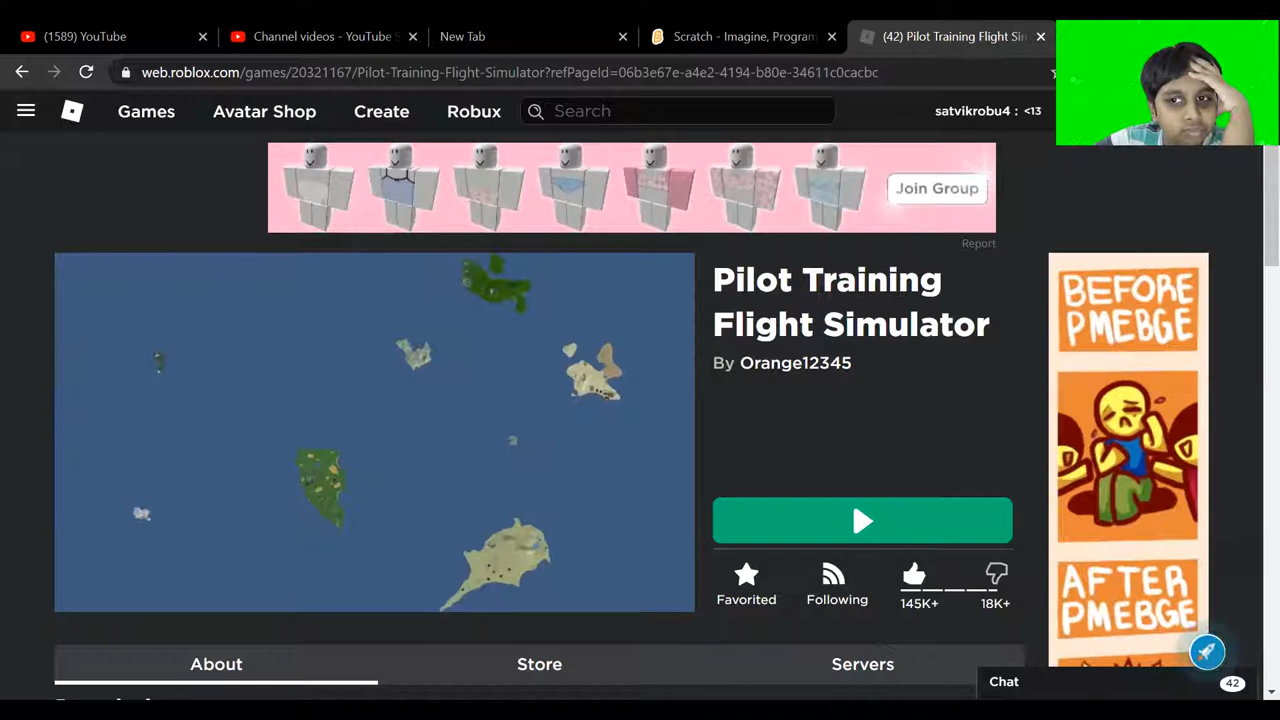 (1589) YouTube
Channel videos - YouTube S
New Tab
Scratch - Imagine, Program
(42) Pilot Training Flight Sim
web.roblox.com/games/20321167/Pilot-Training-Flight-Simulator?refPageId=06b3e67e-a4e2-4194-b80e-34611c0cacbc
Games
Avatar Shop
Create
Robux
Search
satvikrobu4 : <13
Join Group
Report
Pilot Training
Flight Simulator
By Orange12345
Favorited
Following
145K+
18K+
BEFORE
PMEBGE
AFTER
PMEBGE
About
Store
Servers
Chat
42